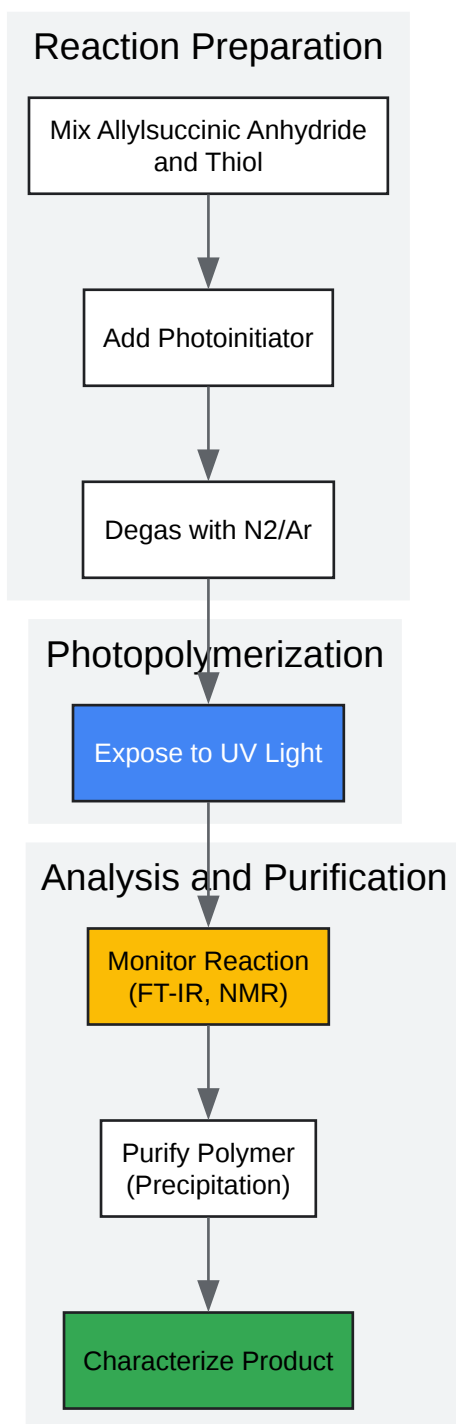 Reaction Preparation
Mix Allylsuccinic Anhydride
and Thiol
Add Photoinitiator
Degas with N2/Ar
Photopolymerization
Expose to UV Light
Analysis and Purification
Monitor Reaction
(FT-IR, NMR)
Purify Polymer
(Precipitation)
Characterize Product